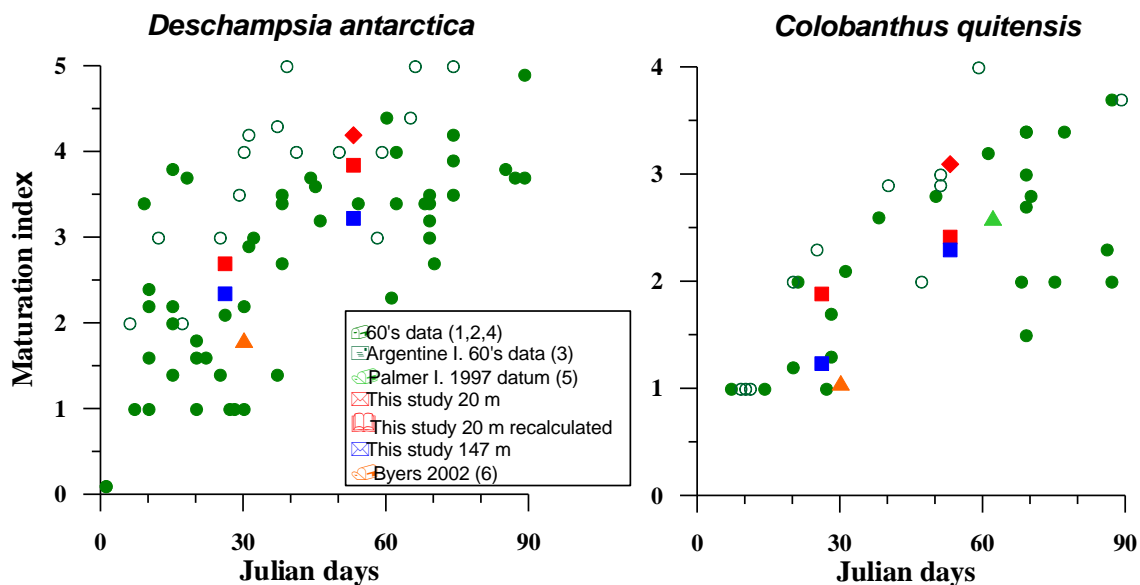 Deschampsia antarctica
Colobanthus quitensis
Maturation index
5
4
3
2
1
0
60's data (1,2,4)
Argentine I. 60's data (3)
Palmer I. 1997 datum (5)
This study 20 m
This study 20 m recalculated
This study 147 m
Byers 2002 (6)
0 30 60 90
Julian days
4
3
2
1
0
0 30 60 90
Julian days